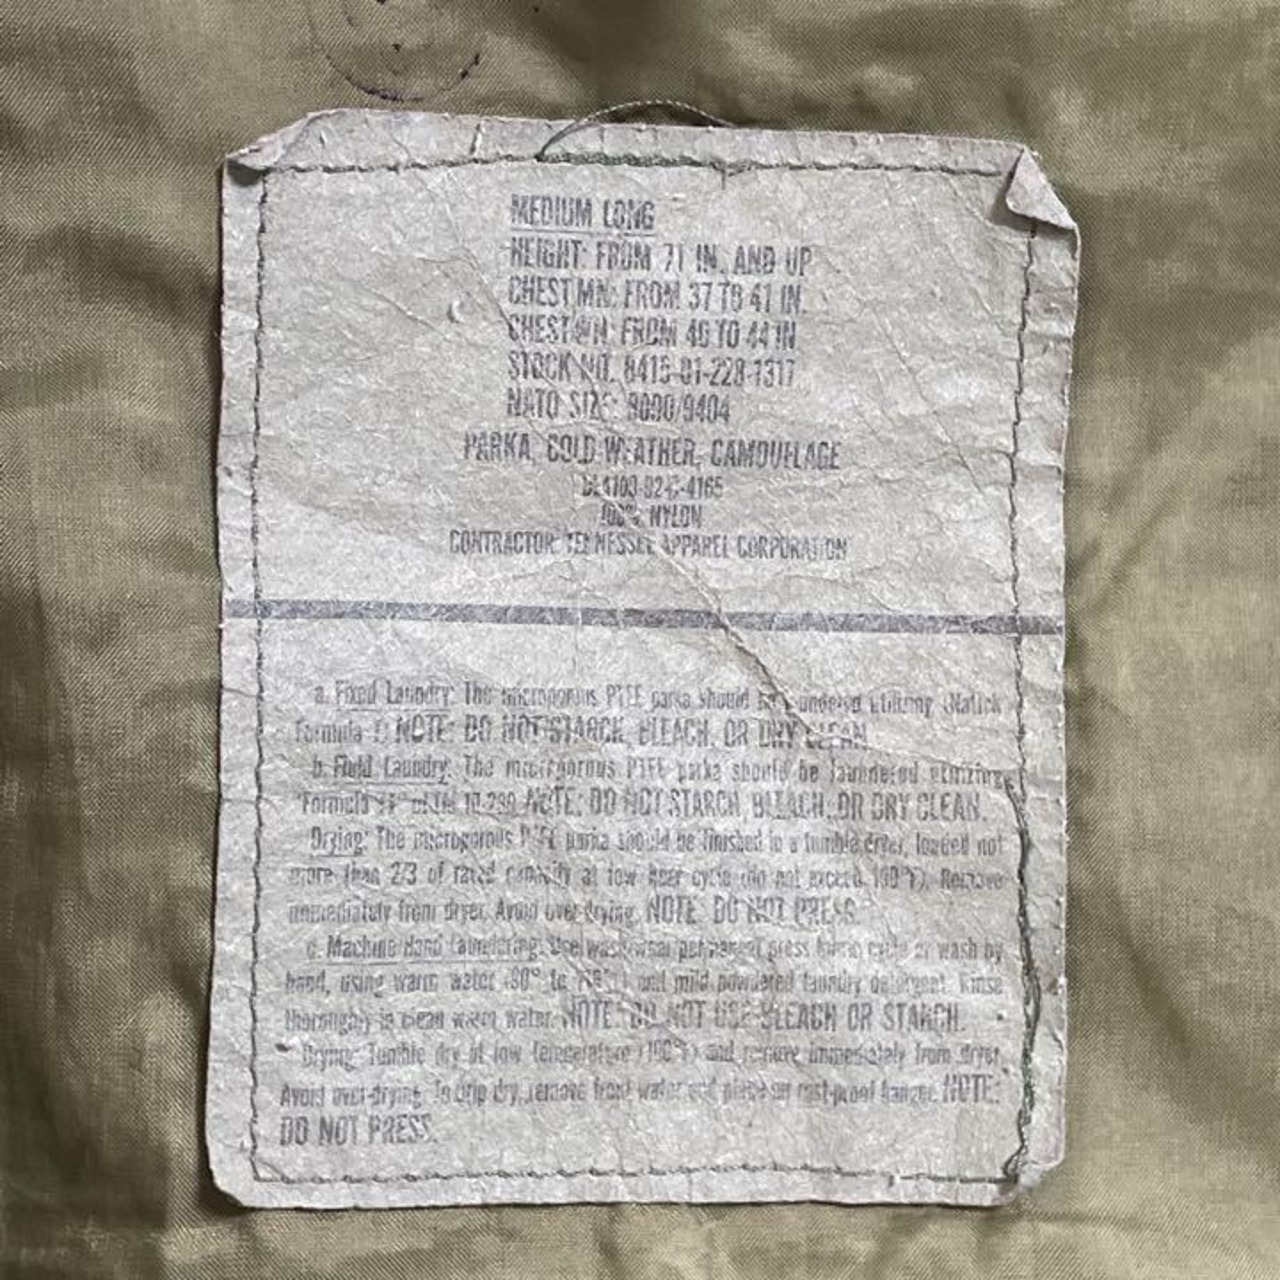 MEDIUM LONG
HEIGHT: FROM 71 IN. AND UP
CHEST MN: FROM 37 TO 41 IN.
CHEST WN: FROM 40 TO 44 IN
STOCK NO. 8415-01-228-1317
NATO SIZE: 8090/9404
PARKA, COLD WEATHER, CAMOUFLAGE
100% NYLON
CONTRACTOR: TENNESSEE APPAREL CORPORATION
a. Fixed Laundry: The microporous PTFE parka should be laundered utilizing (Natick
Formula I) NOTE: DO NOT STARCH, BLEACH, OR DRY CLEAN.
b. Field Laundry: The microporous PTFE parka should be laundered utilizing
"Formula of NOTE: DO NOT STARCH, BLEACH, OR DRY CLEAN.
Drying: The microporous PTFE parka should be finished in a tumble dryer, loaded not
more than 2/3 of rated capacity at low cycle (do not exceed Remove
immediately from dryer. Avoid over-drying. NOTE: DO NOT PRESS.
c. Machine Hand Laundering: Use wash/wear permanent press fabric cycle or wash by
hand, using warm water to and mild powdered laundry detergent. Rinse
thoroughly in clean warm water. NOTE: DO NOT USE BLEACH OR STARCH.
Drying: Tumble dry at low temperature (100°F) and remove immediately from dryer.
Avoid over-drying. To drip dry, remove from water and place on rust-proof hanger. NOTE:
DO NOT PRESS.